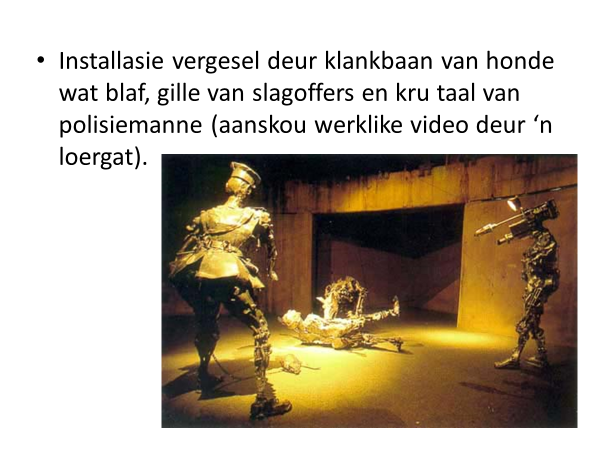 • Installasie vergesel deur klankbaan van honde
wat blaf, gille van slagoffers en kru taal van
polisiemanne (aanskou werklike video deur ‘n
loergat).